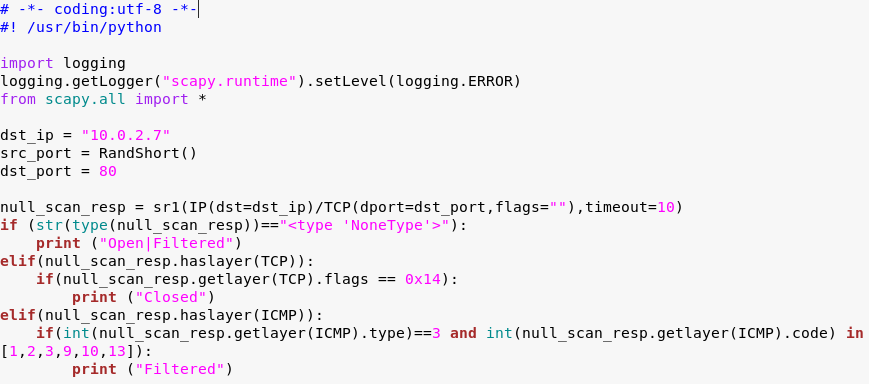 # -*- coding:utf-8 -*-
#! /usr/bin/python

import logging
logging.getLogger("scapy.runtime").setLevel(logging.ERROR)
from scapy.all import *

dst_ip = "10.0.2.7"
src_port = RandShort()
dst_port = 80

null_scan_resp = sr1(IP(dst=dst_ip)/TCP(dport=dst_port,flags=""),timeout=10)
if (str(type(null_scan_resp))=="<type 'NoneType'>"):
    print ("Open|Filtered")
elif(null_scan_resp.haslayer(TCP)):
    if(null_scan_resp.getlayer(TCP).flags == 0x14):
        print ("Closed")
elif(null_scan_resp.haslayer(ICMP)):
    if(int(null_scan_resp.getlayer(ICMP).type)==3 and int(null_scan_resp.getlayer(ICMP).code) in
[1,2,3,9,10,13]):
        print ("Filtered")